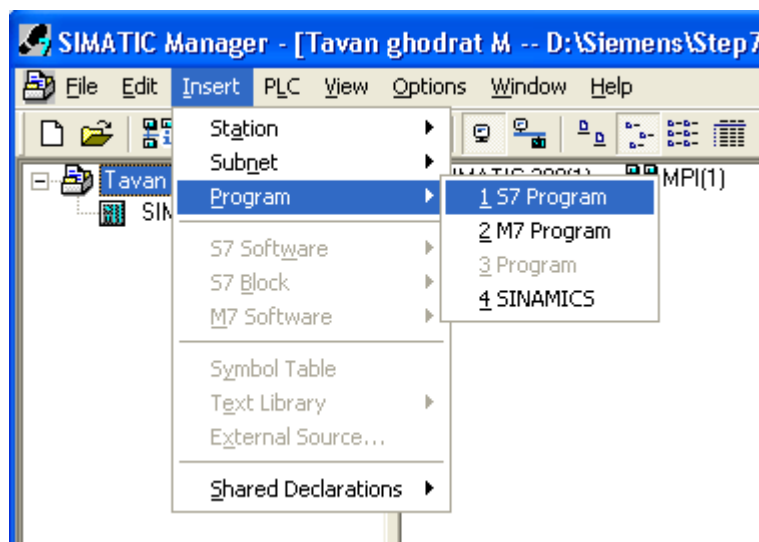 SIMATIC Manager - [Tavan ghodrat M -- D:\Siemens\Step7
File Edit Insert PLC View Options Window Help
Station
Subnet
Program
S7 Software
S7 Block
M7 Software
Symbol Table
Text Library
External Source...
Shared Declarations
1 S7 Program
2 M7 Program
3 Program
4 SINAMICS
Tavan
MPI(1)